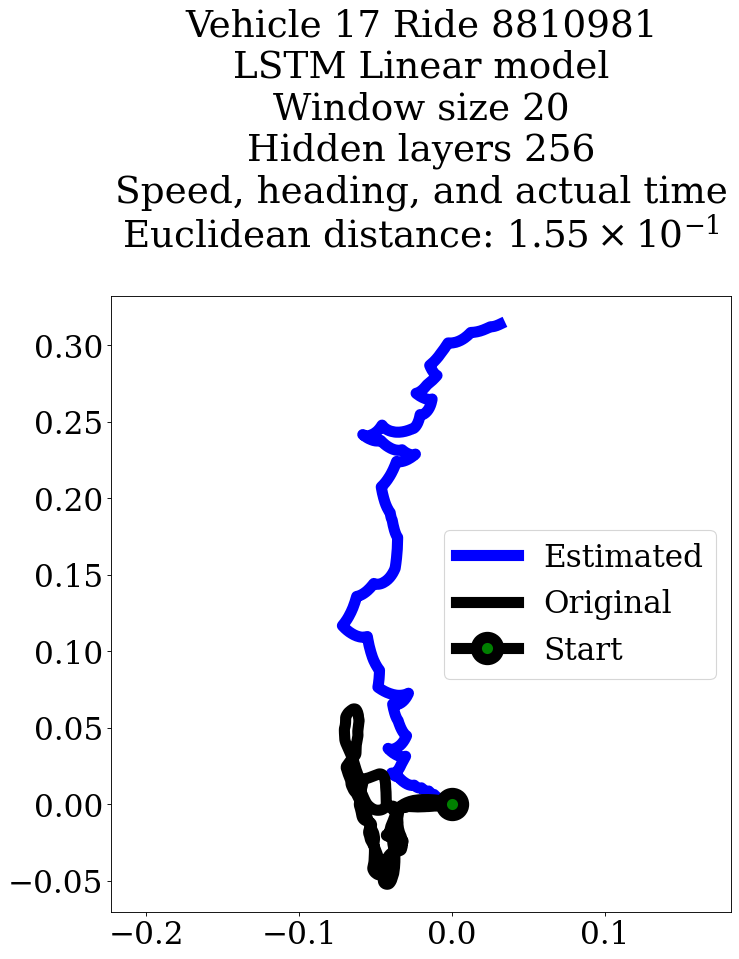 Vehicle 17 Ride 8810981
LSTM Linear model
Window size 20
Hidden layers 256
Speed, heading, and actual time
Euclidean distance: 1.55 × 10⁻¹
0.30
0.25
0.20
0.15
0.10
0.05
0.00
−0.05
Estimated
Original
Start
−0.2
−0.1
0.0
0.1